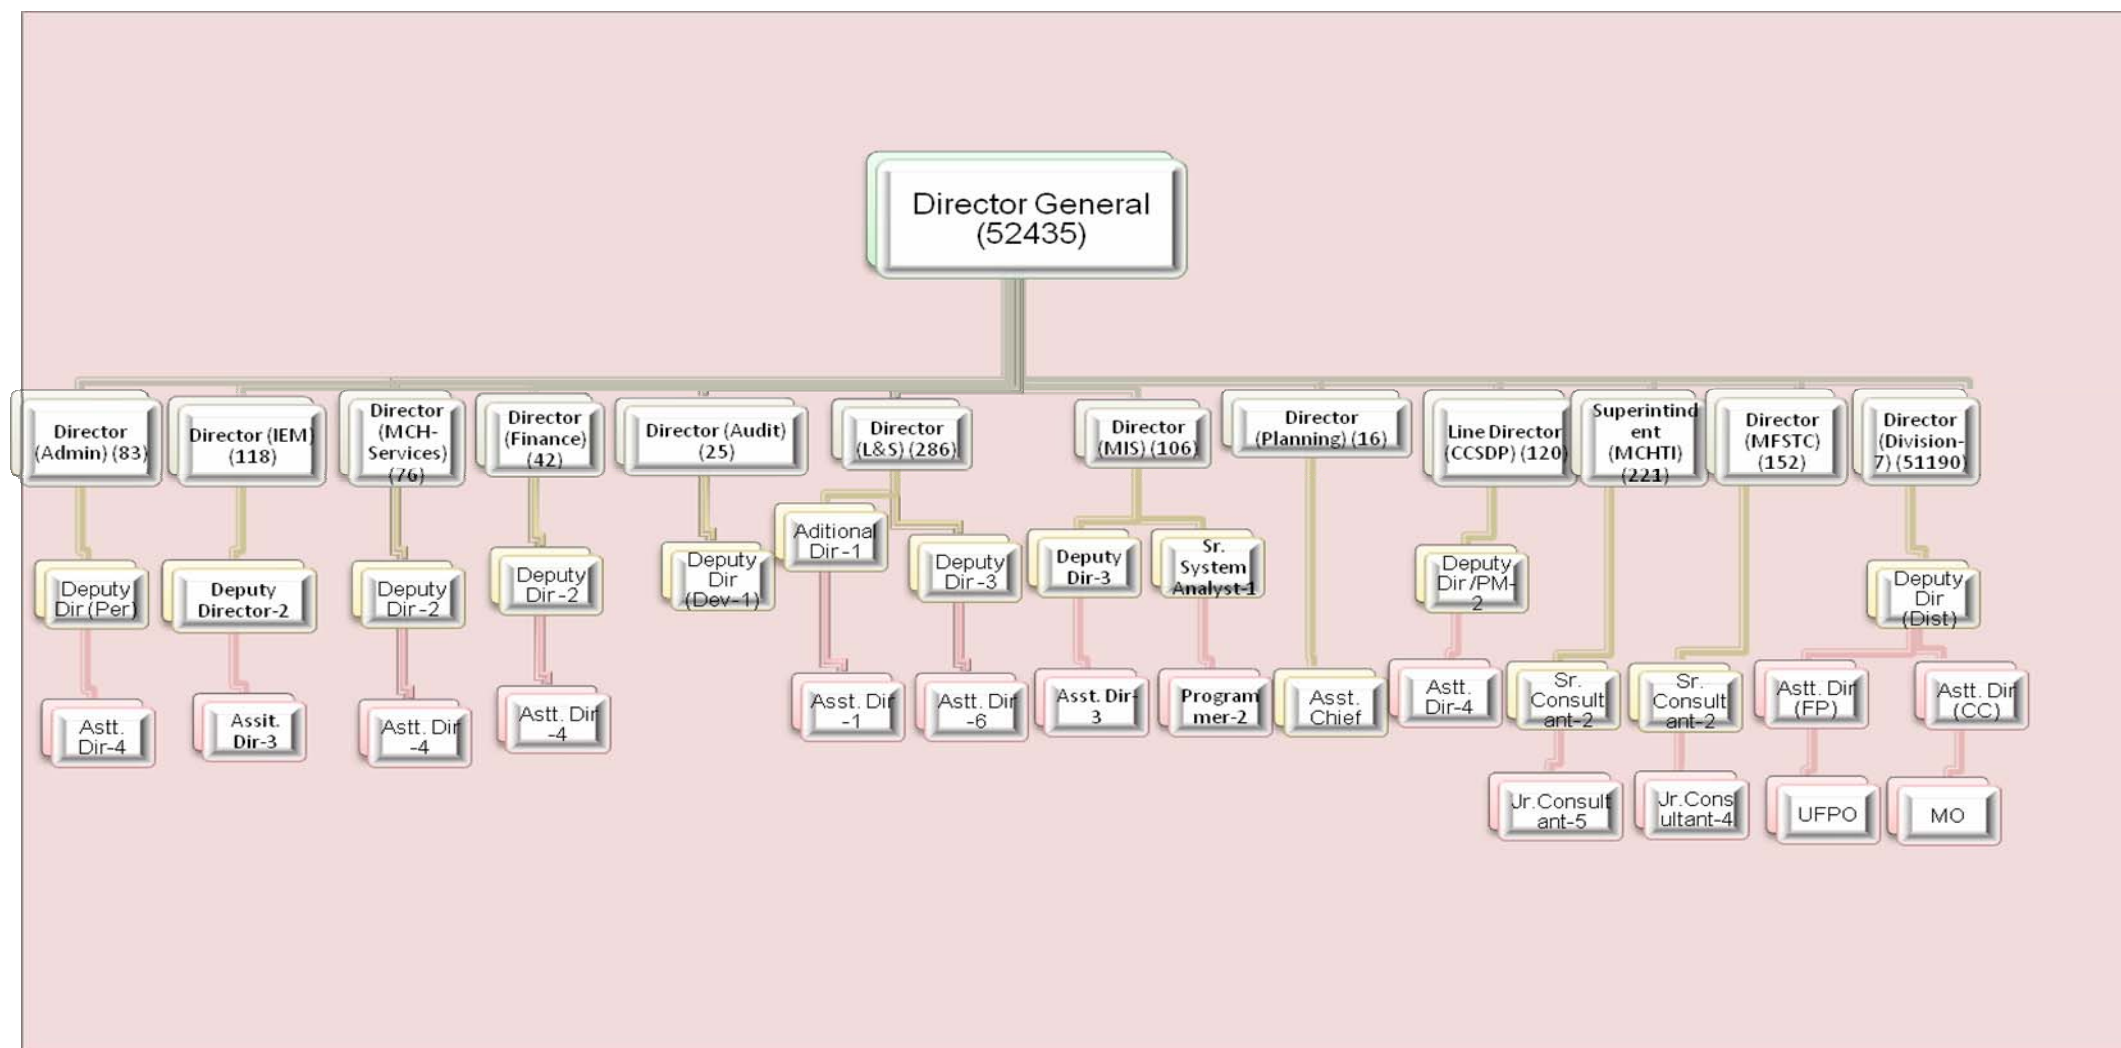 Director General
(52435)
Director
(Admin) (83)
Director (IEM)
(118)
Director
(MCH-
Services)
(76)
Director
(Finance)
(42)
Director (Audit)
(25)
Director
(L&S) (286)
Director
(MIS) (106)
Director
(Planning) (16)
Line Director
(CCSDP) (120)
Superintind
ent
(MCHTI)
(221)
Director
(MFSTC)
(152)
Director
(Division-
7) (51190)
Deputy
Dir (Per)
Deputy
Director-2
Deputy
Dir -2
Deputy
Dir -2
Deputy
Dir
(Dev-1)
Aditional
Dir -1
Deputy
Dir -3
Deputy
Dir-3
Sr.
System
Analyst-1
Deputy
Dir /PM-
2
Deputy
Dir
(Dist)
Astt.
Dir-4
Assit.
Dir-3
Astt. Dir
-4
Astt. Dir
-4
Asst. Dir
-1
Astt. Dir
-6
Asst. Dir-
3
Program
mer-2
Asst.
Chief
Astt.
Dir-4
Sr.
Consult
ant-2
Sr.
Consult
ant-2
Astt. Dir
(FP)
Astt. Dir
(CC)
Jr.Consult
ant-5
Jr.Cons
ultant-4
UFPO
MO